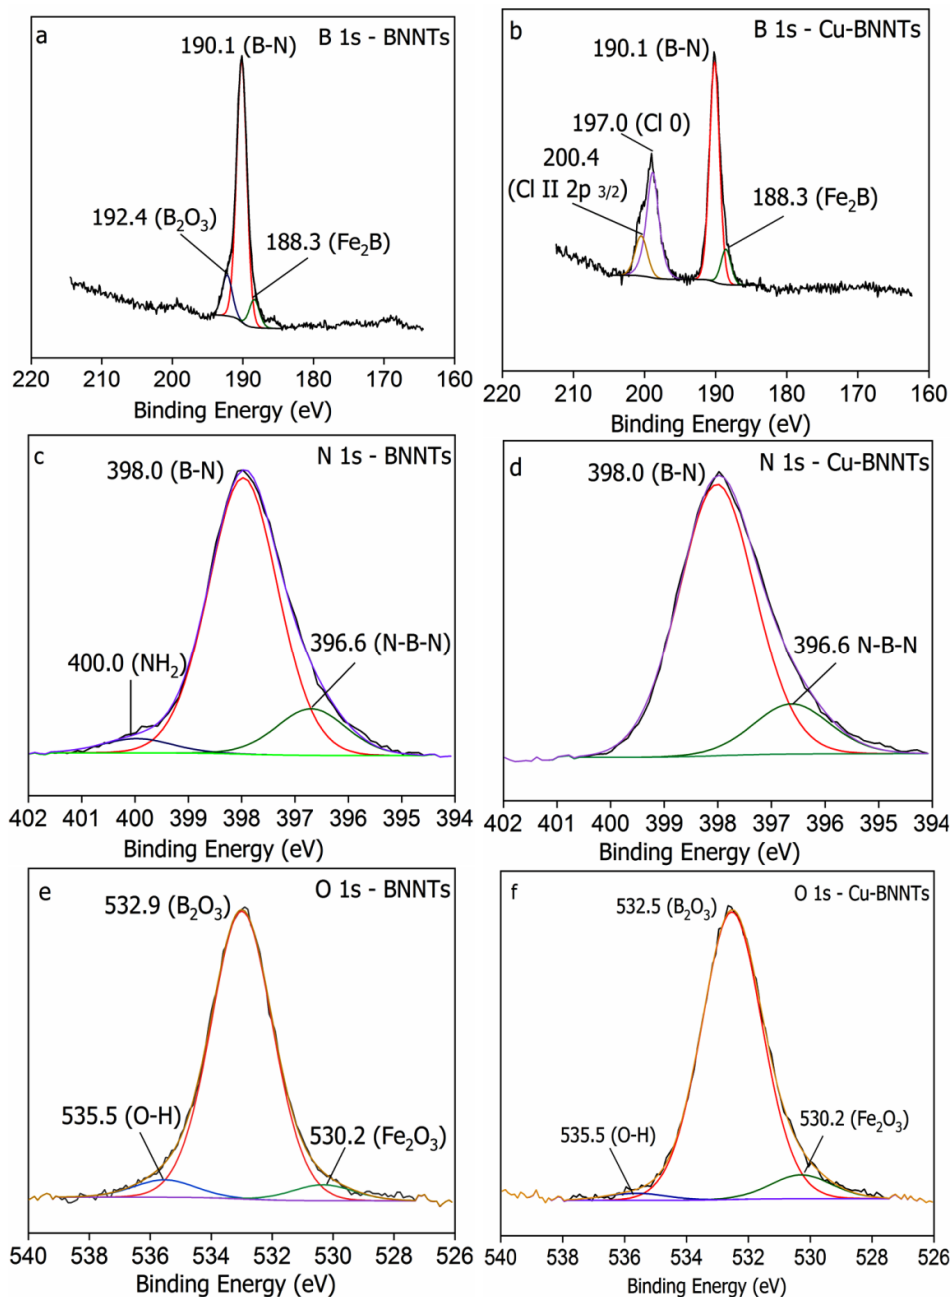 a
B 1s - BNNTs
190.1 (B-N)
192.4 (B₂O₃)
188.3 (Fe₂B)
220 210 200 190 180 170 160
Binding Energy (eV)
b
B 1s - Cu-BNNTs
190.1 (B-N)
197.0 (Cl 0)
200.4
(Cl II 2p 3/2)
188.3 (Fe₂B)
220 210 200 190 180 170 160
Binding Energy (eV)
c
N 1s - BNNTs
398.0 (B-N)
396.6 (N-B-N)
400.0 (NH₂)
402 401 400 399 398 397 396 395 394
Binding Energy (eV)
d
N 1s - Cu-BNNTs
398.0 (B-N)
396.6 N-B-N
402 401 400 399 398 397 396 395 394
Binding Energy (eV)
e
O 1s - BNNTs
532.9 (B₂O₃)
535.5 (O-H)
530.2 (Fe₂O₃)
540 538 536 534 532 530 528 526
Binding Energy (eV)
f
O 1s - Cu-BNNTs
532.5 (B₂O₃)
535.5 (O-H)
530.2 (Fe₂O₃)
540 538 536 534 532 530 528 526
Binding Energy (eV)